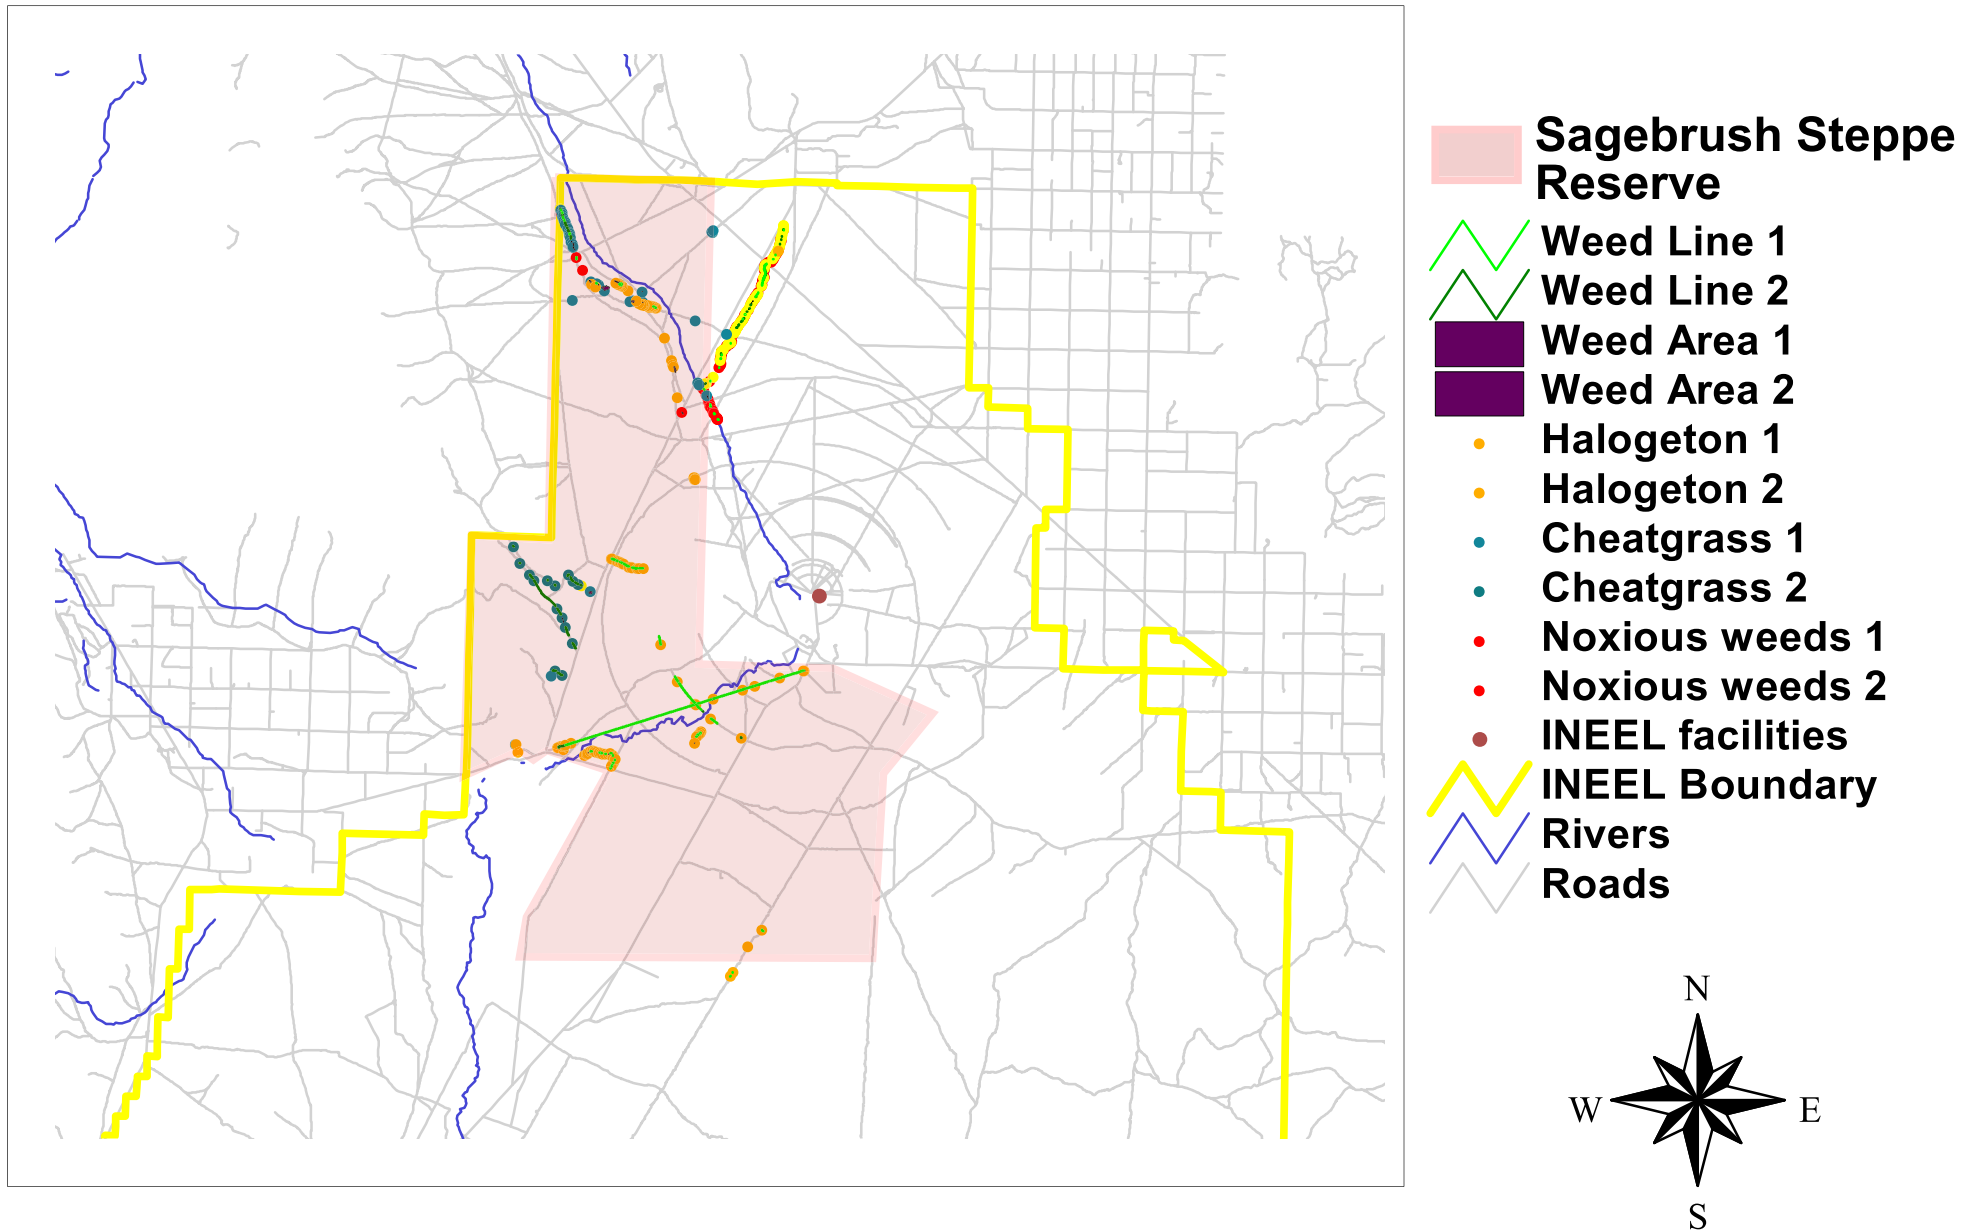 Sagebrush Steppe
Reserve
Weed Line 1
Weed Line 2
Weed Area 1
Weed Area 2
Halogeton 1
Halogeton 2
Cheatgrass 1
Cheatgrass 2
Noxious weeds 1
Noxious weeds 2
INEEL facilities
INEEL Boundary
Rivers
Roads
N
W
E
S